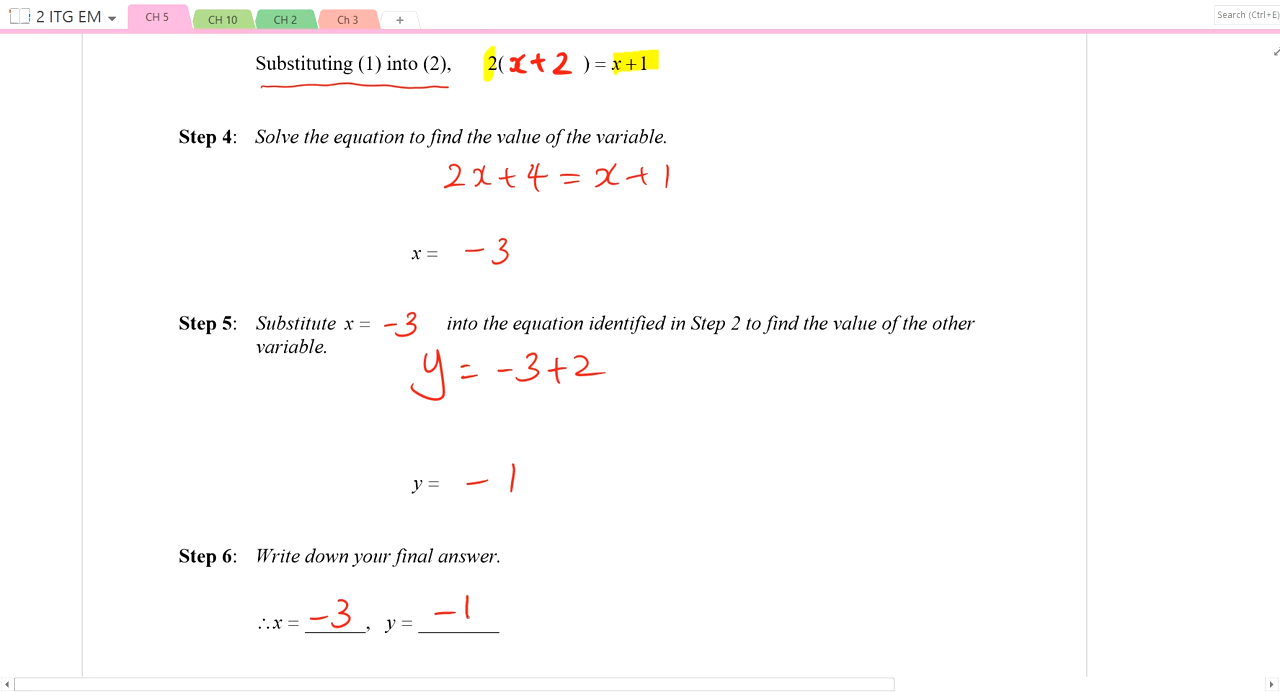 2 ITG EM CH 5 CH 10 CH 2 Ch 3 + Search (Ctrl+E)
Substituting (1) into (2), 2( x+2 ) = x+1
Step 4: Solve the equation to find the value of the variable.
2x+4 = x+1
x = -3
Step 5: Substitute x = -3 into the equation identified in Step 2 to find the value of the other
variable.
y = -3+2
y = -1
Step 6: Write down your final answer.
∴x = -3, y = -1